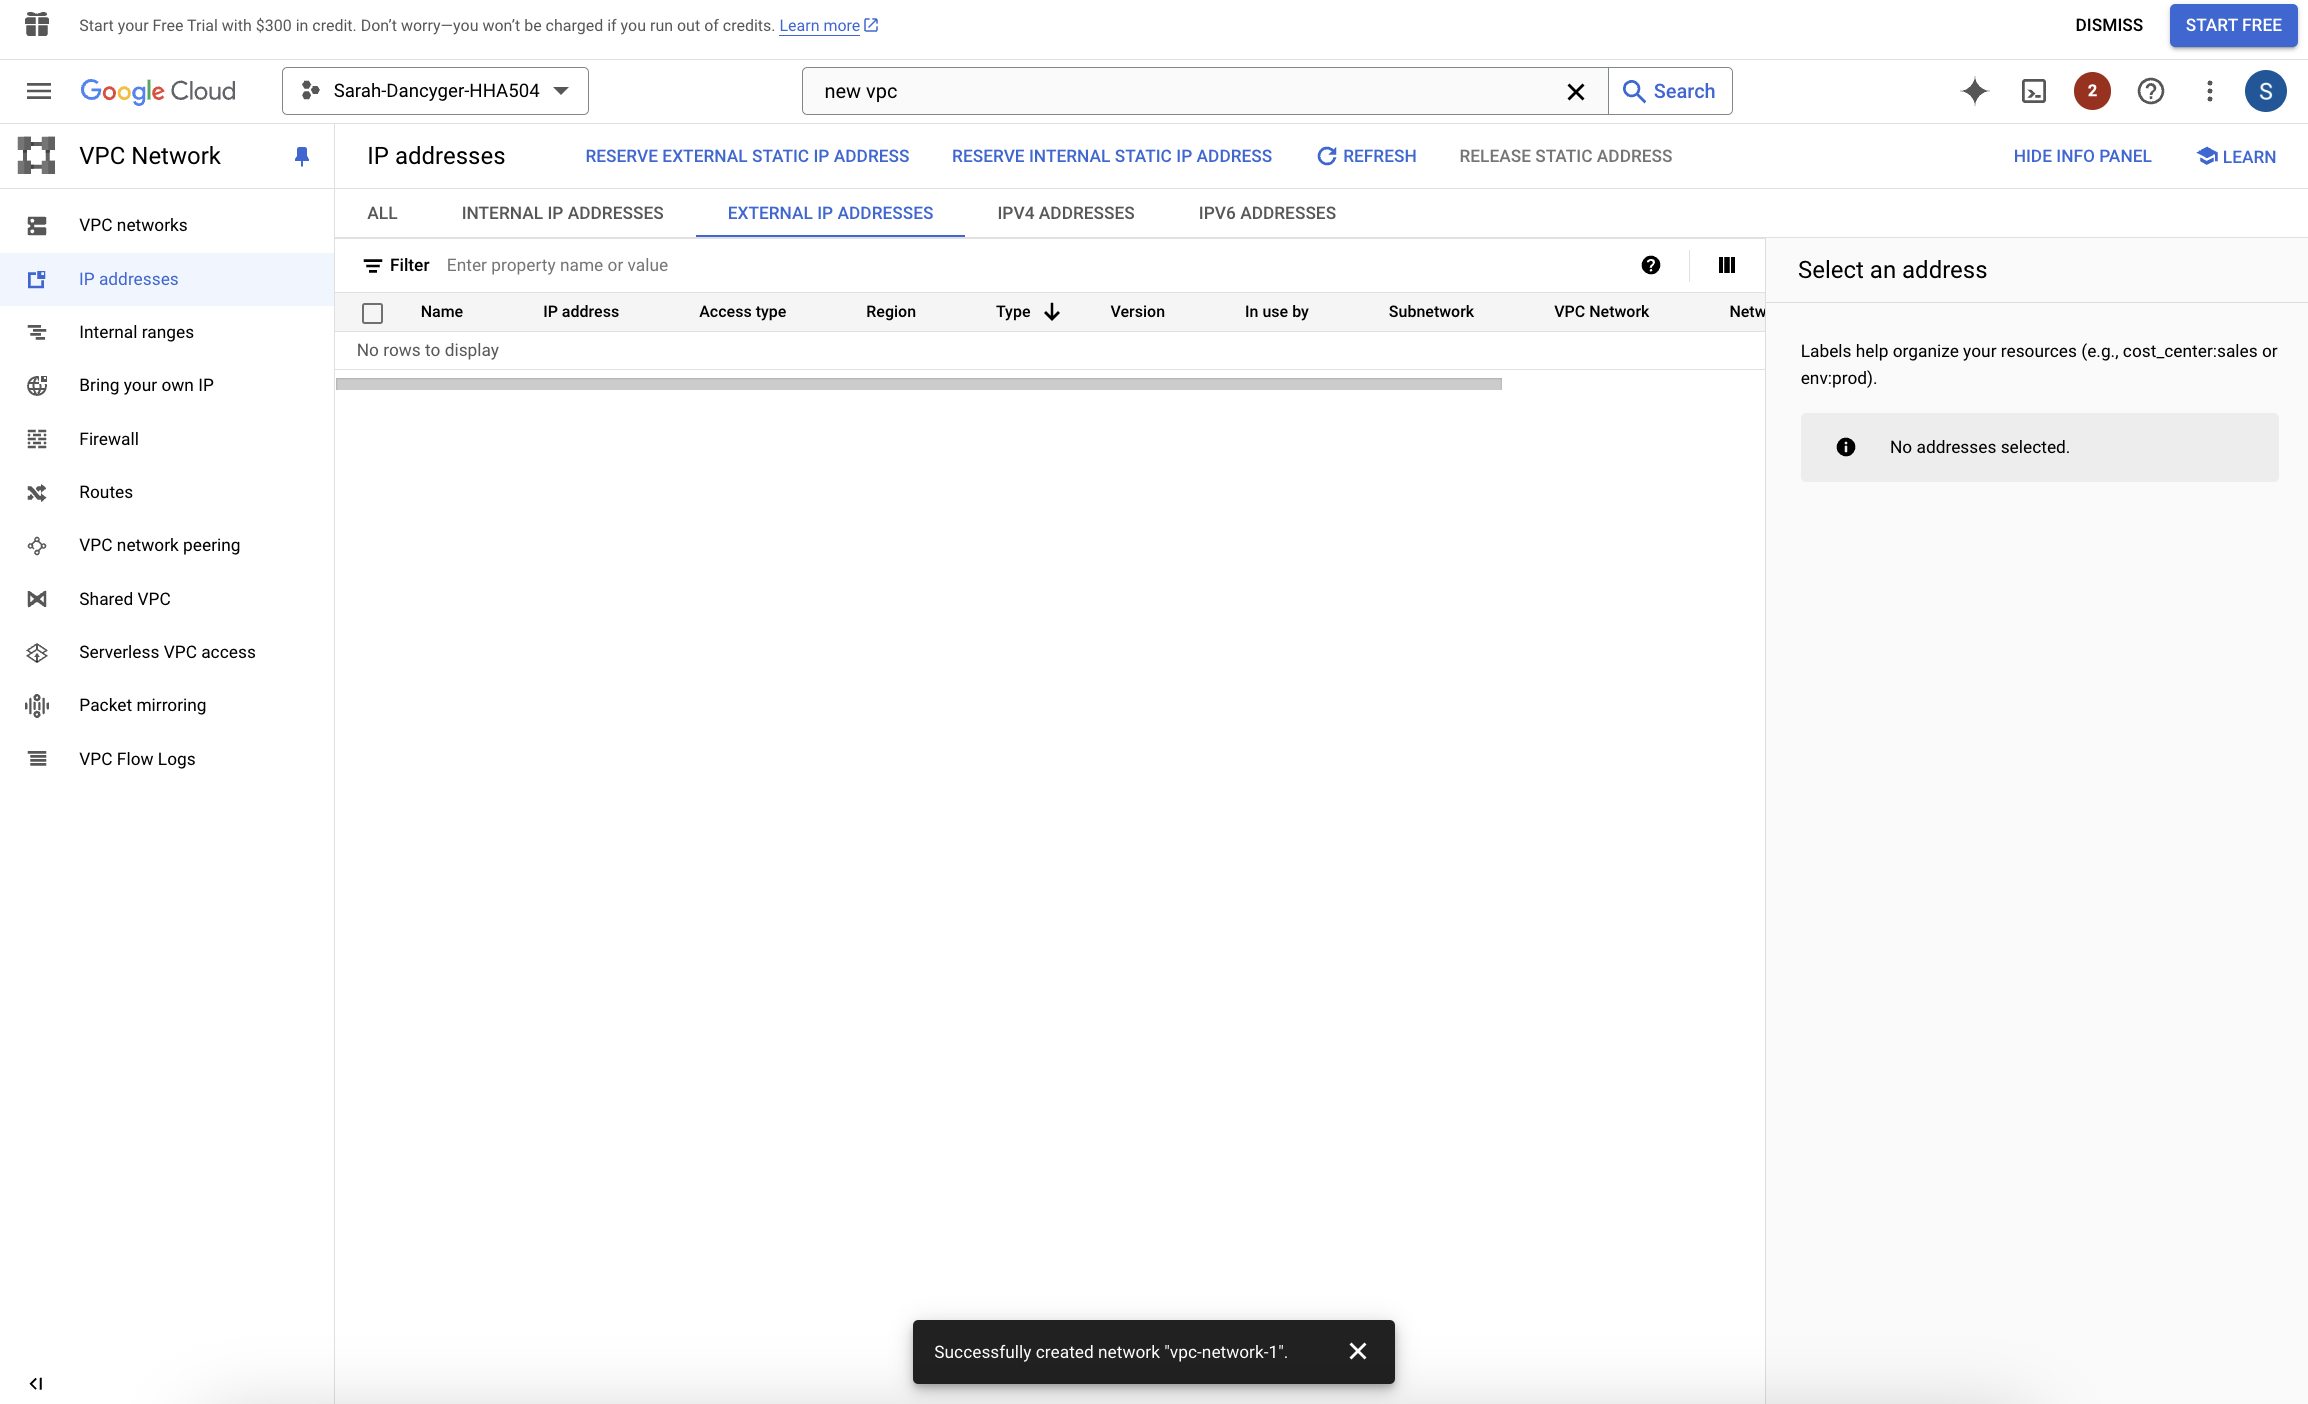 Start your Free Trial with $300 in credit. Don't worry—you won't be charged if you run out of credits. Learn more
DISMISS
START FREE
Google Cloud
Sarah-Dancyger-HHA504
new vpc
Search
2
S
VPC Network
IP addresses
RESERVE EXTERNAL STATIC IP ADDRESS
RESERVE INTERNAL STATIC IP ADDRESS
REFRESH
RELEASE STATIC ADDRESS
HIDE INFO PANEL
LEARN
VPC networks
IP addresses
Internal ranges
Bring your own IP
Firewall
Routes
VPC network peering
Shared VPC
Serverless VPC access
Packet mirroring
VPC Flow Logs
ALL
INTERNAL IP ADDRESSES
EXTERNAL IP ADDRESSES
IPV4 ADDRESSES
IPV6 ADDRESSES
Filter Enter property name or value
Name IP address Access type Region Type Version In use by Subnetwork VPC Network Netw
No rows to display
Select an address
Labels help organize your resources (e.g., cost_center:sales or
env:prod).
No addresses selected.
Successfully created network "vpc-network-1".